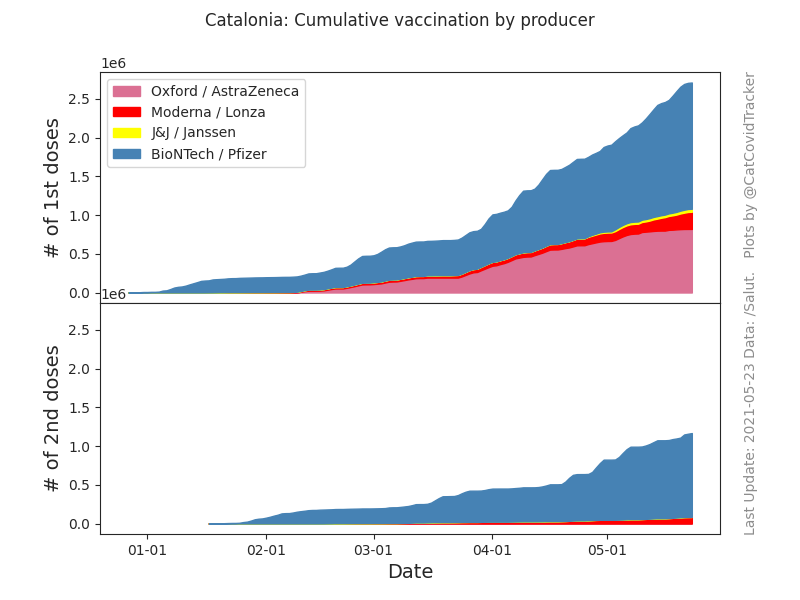 Catalonia: Cumulative vaccination by producer
1e6
Oxford / AstraZeneca
Moderna / Lonza
J&J / Janssen
BioNTech / Pfizer
# of 1st doses
2.5
2.0
1.5
1.0
0.5
0.0
1e6
# of 2nd doses
2.5
2.0
1.5
1.0
0.5
0.0
01-01
02-01
03-01
04-01
05-01
Date
Last Update: 2021-05-23 Data: /Salut. Plots by @CatCovidTracker